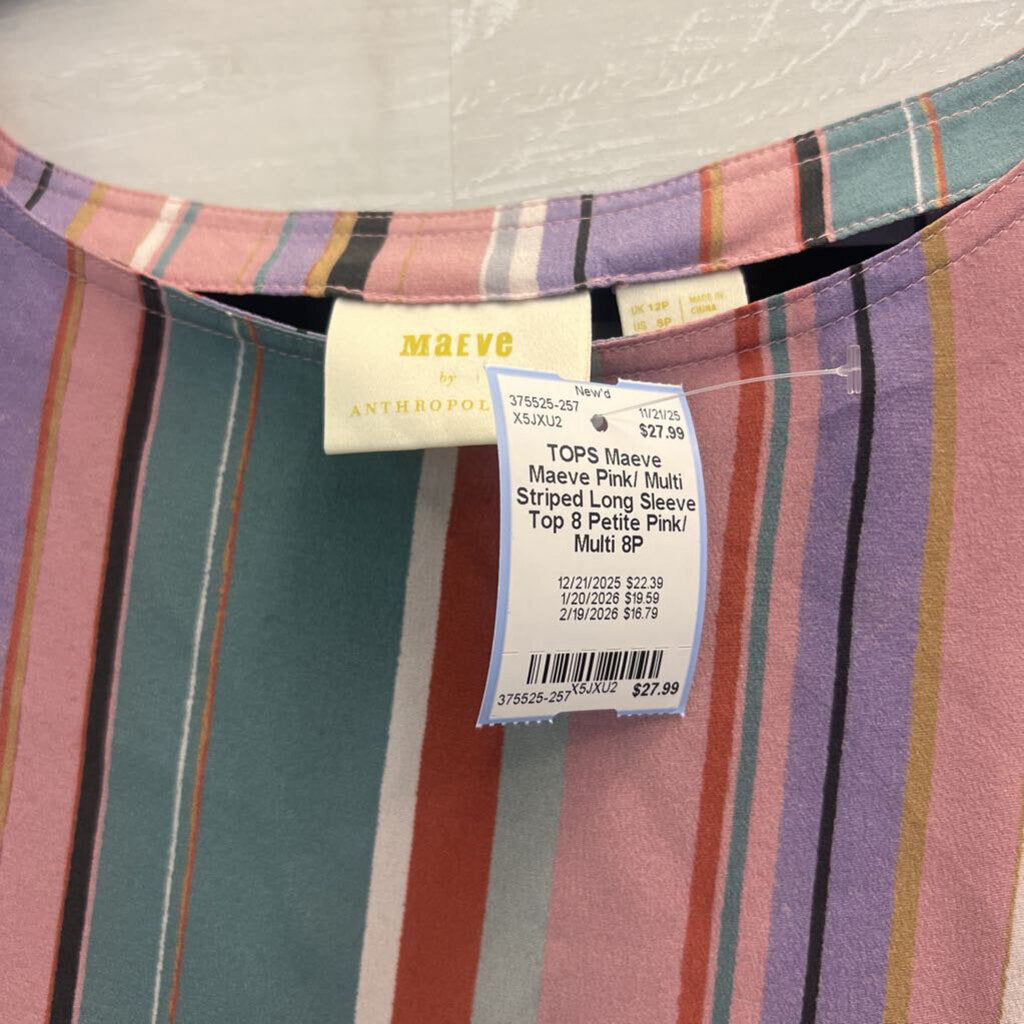 MaEVe
by
ANTHROPOL
UK 12P
US 8P
MADE IN
CHINA
New'd
375525-257
X5JXU2
11/21/25
$27.99
TOPS Maeve
Maeve Pink/ Multi
Striped Long Sleeve
Top 8 Petite Pink/
Multi 8P
12/21/2025 $22.39
1/20/2026 $19.59
2/19/2026 $16.79
375525-257 X5JXU2 $27.99